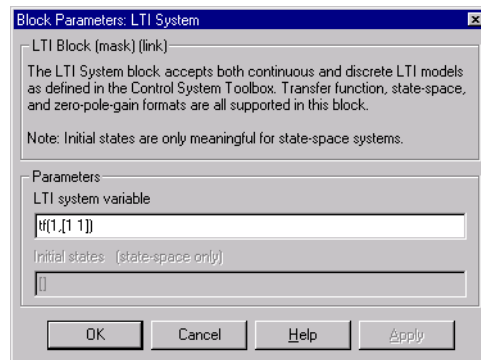 Block Parameters: LTI System
LTI Block (mask) (link)
The LTI System block accepts both continuous and discrete LTI models
as defined in the Control System Toolbox. Transfer function, state-space,
and zero-pole-gain formats are all supported in this block.
Note: Initial states are only meaningful for state-space systems.
Parameters
LTI system variable
tf(1,[1 1])
Initial states (state-space only)
[]
OK Cancel Help Apply